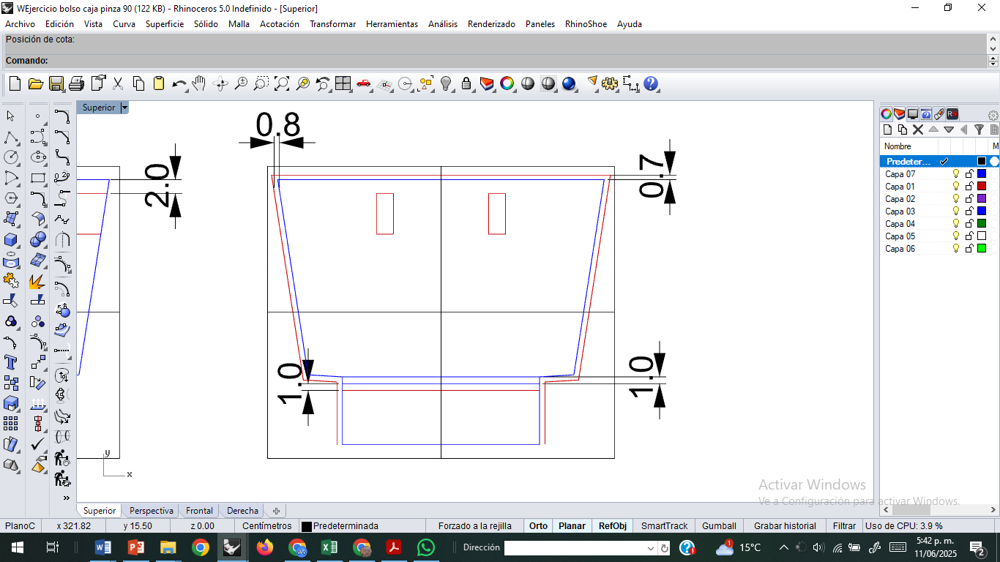 WEjercicio bolso caja pinza 90 (122 KB) - Rhinoceros 5.0 Indefinido - [Superior]
Archivo Edición Vista Curva Superficie Sólido Malla Acotación Transformar Herramientas Análisis Renderizado Paneles RhinoShoe Ayuda
Posición de cota:
Comando:
Superior
0.8
2.0
0.7
1.0
1.0
y
x
Nombre
M
Predeter...
Capa 07
Capa 01
Capa 02
Capa 03
Capa 04
Capa 05
Capa 06
Activar Windows
Ve a Configuración para activar Windows.
Superior Perspectiva Frontal Derecha
PlanoC x 321.82 y 15.50 z 0.00 Centímetros Predeterminada Forzado a la rejilla Orto Planar RefObj SmartTrack Gumball Grabar historial Filtrar Uso de CPU: 3.9 %
Dirección
1
15°C
5:42 p. m.
11/06/2025
2